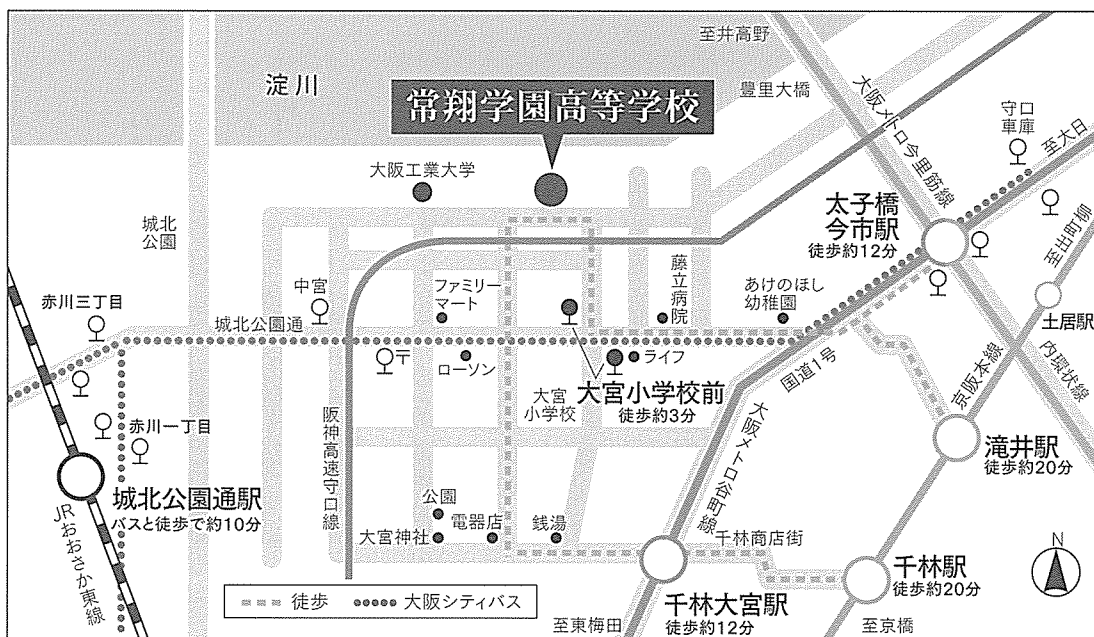 至井高野
淀川
常翔学園高等学校
豊里大橋
大阪メトロ今里筋線
守口
車庫
至大日
大阪工業大学
太子橋
今市駅
徒歩約12分
至出町柳
城北
公園
藤立病院
あけのほし
幼稚園
中宮
ファミリー
マート
赤川三丁目
城北公園通
土居駅
〒
ローソン
大宮
小学校
ライフ
大宮小学校前
徒歩約3分
国道1号
京阪本線
内環状線
阪神高速守口線
大阪メトロ谷町線
赤川一丁目
滝井駅
徒歩約20分
城北公園通駅
バスと徒歩で約10分
JRおおさか東線
公園
大宮神社
電器店
銭湯
千林商店街
N
千林駅
徒歩約20分
徒歩
大阪シティバス
千林大宮駅
徒歩約12分
至東梅田
至京橋